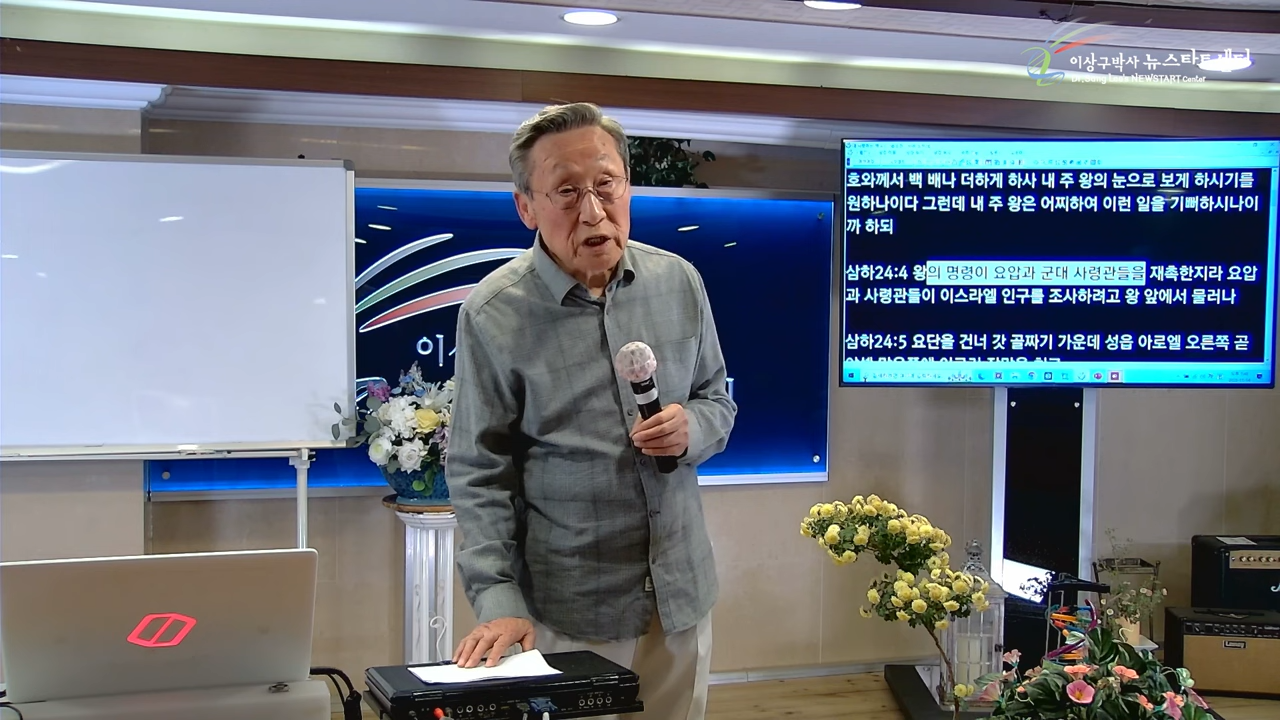 이상구박사 뉴스타트 센터
Dr. Sang Lee's NEWSTART Center
호와께서 백 배나 더하게 하사 내 주 왕의 눈으로 보게 하시기를
원하나이다 그런데 내 주 왕은 어찌하여 이런 일을 기뻐하시나이
까 하되
삼하24:4 왕의 명령이 요압과 군대 사령관들을 재촉한지라 요압
과 사령관들이 이스라엘 인구를 조사하려고 왕 앞에서 물러나
삼하24:5 요단을 건너 갓 골짜기 가운데 성읍 아로엘 오른쪽 곧
Laney